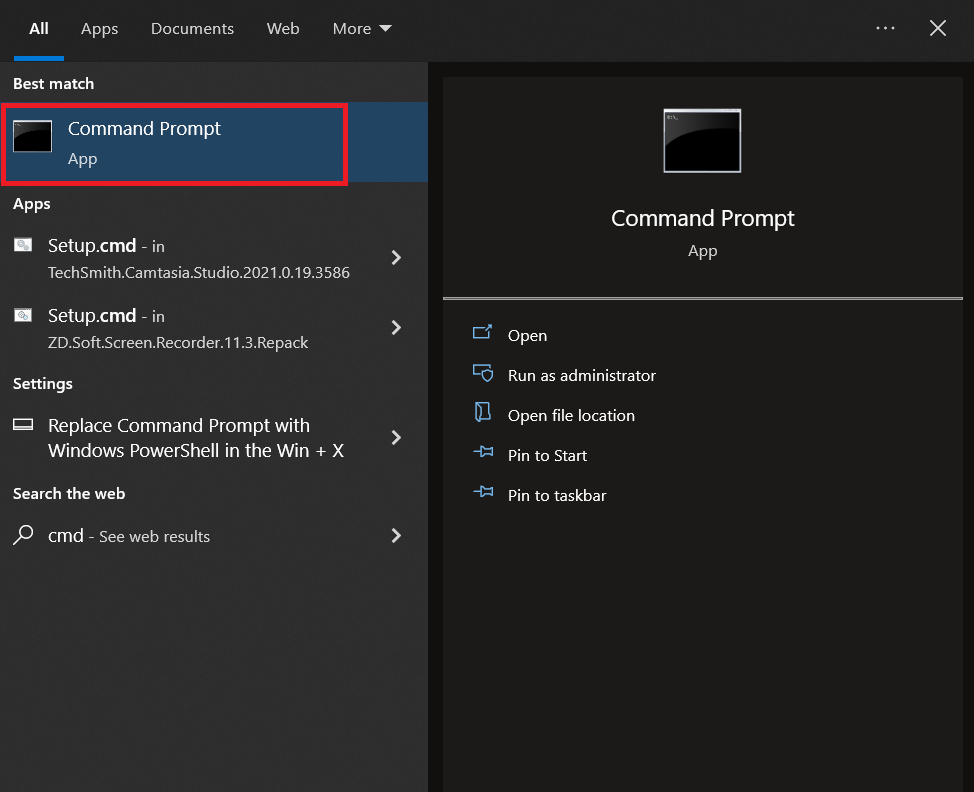 All Apps Documents Web More
Best match
Command Prompt
App
Apps
Setup.cmd - in
TechSmith.Camtasia.Studio.2021.0.19.3586
Setup.cmd - in
ZD.Soft.Screen.Recorder.11.3.Repack
Settings
Replace Command Prompt with
Windows PowerShell in the Win + X
Search the web
cmd - See web results
Command Prompt
App
Open
Run as administrator
Open file location
Pin to Start
Pin to taskbar